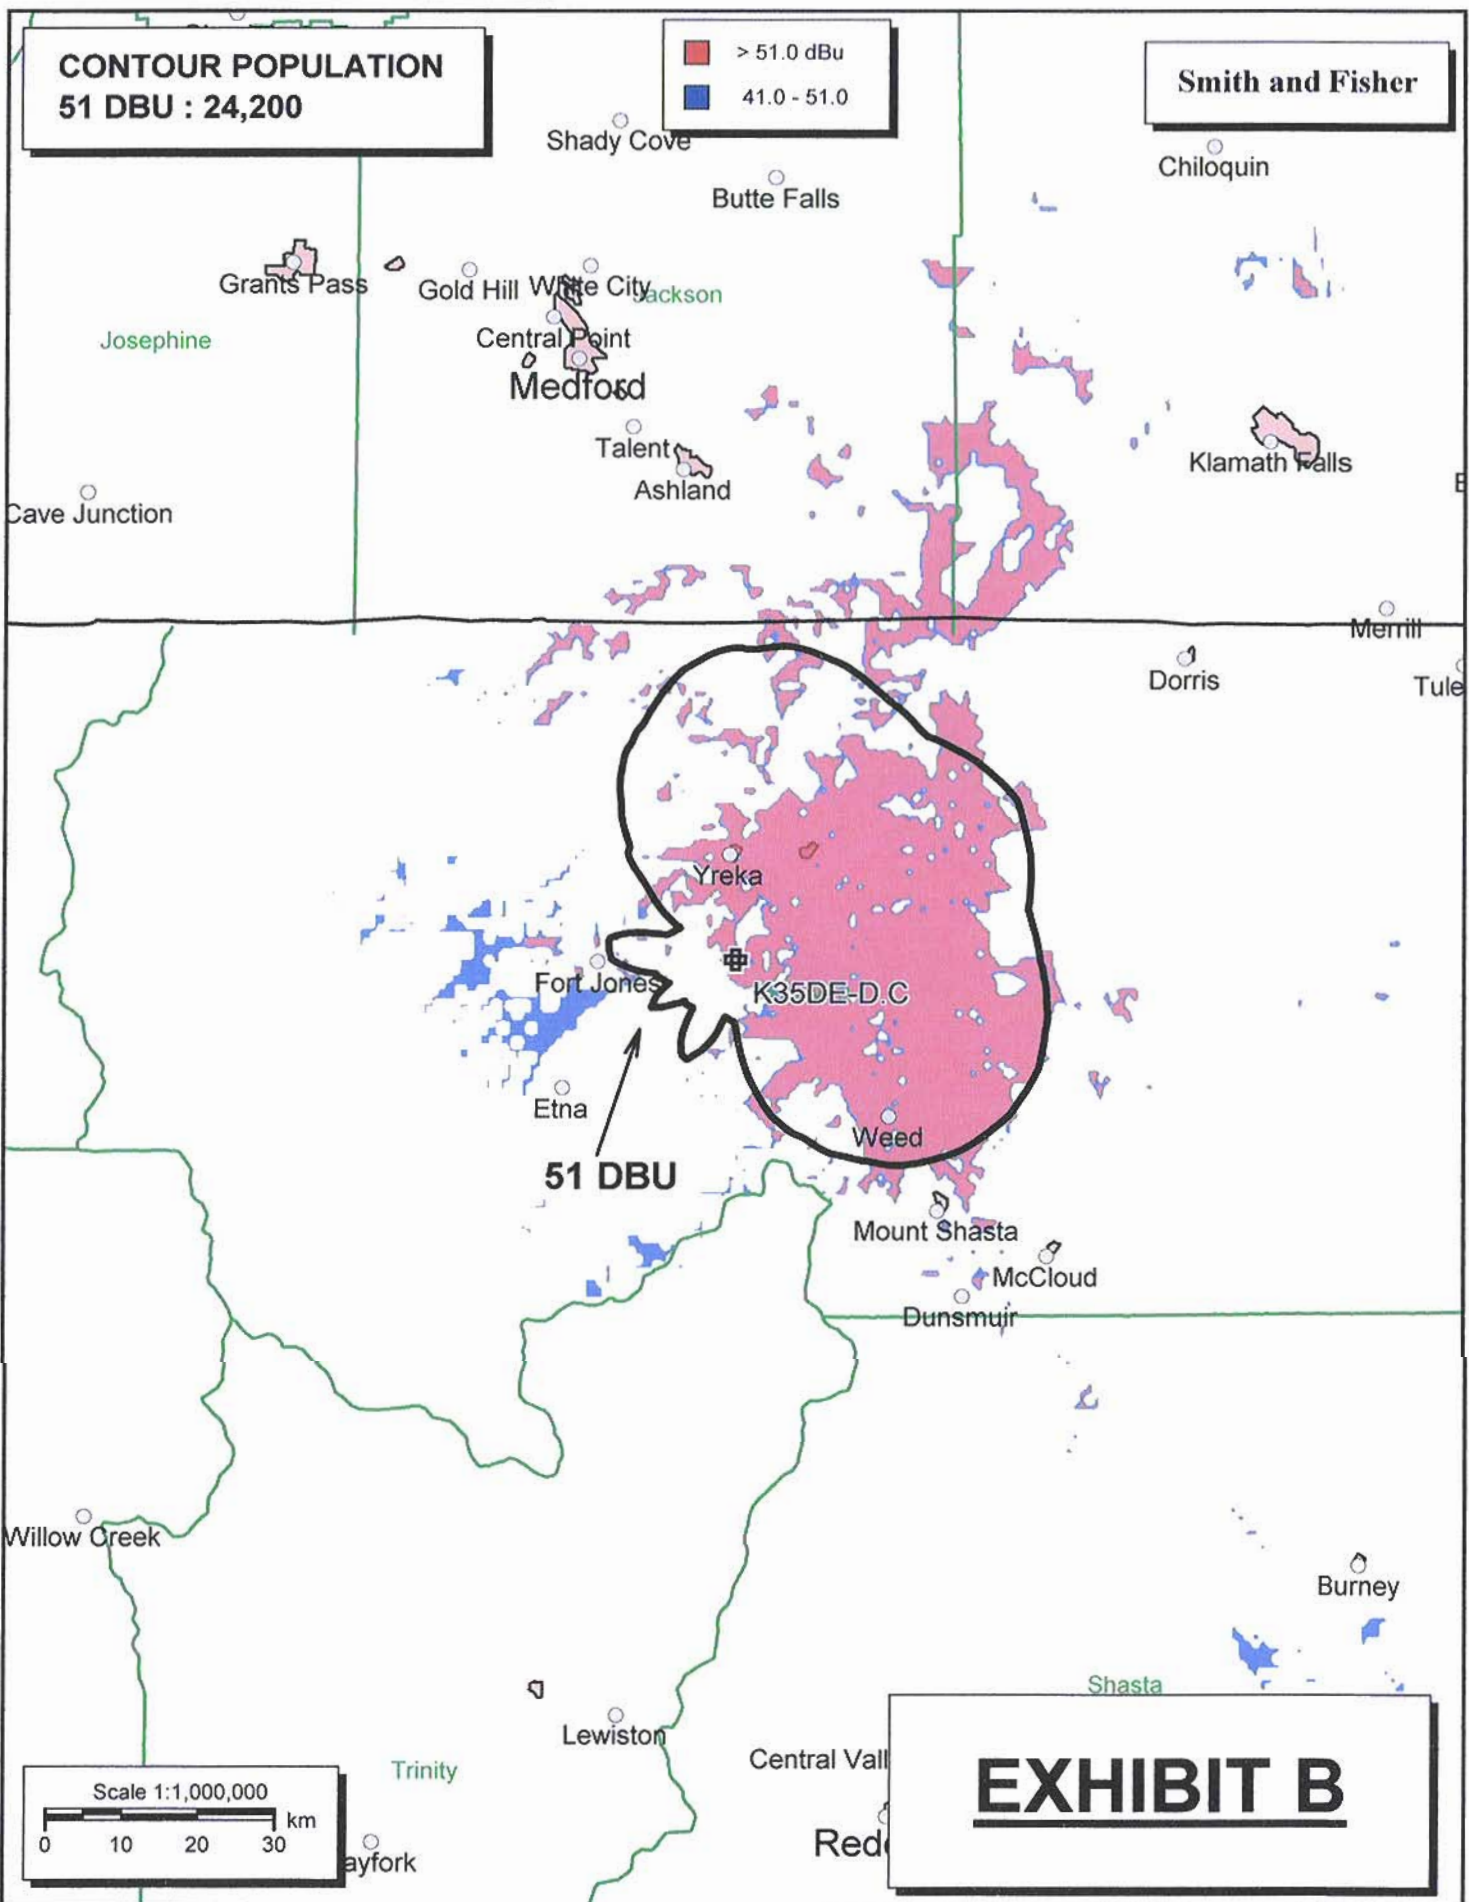 CONTOUR POPULATION
51 DBU : 24,200
> 51.0 dBu
41.0 - 51.0
Smith and Fisher
Shady Cove
Chiloquin
Butte Falls
Grants Pass
Gold Hill
White City
Jackson
Josephine
Central Point
Medford
Talent
Klamath Falls
Ashland
Cave Junction
Merrill
Dorris
Tule
Yreka
Fort Jones
K35DE-D.C
Etna
Weed
51 DBU
Mount Shasta
McCloud
Dunsmuir
Willow Creek
Burney
Shasta
Lewiston
Central Vall
Trinity
EXHIBIT B
Scale 1:1,000,000
km
0 10 20 30
Red
ayfork